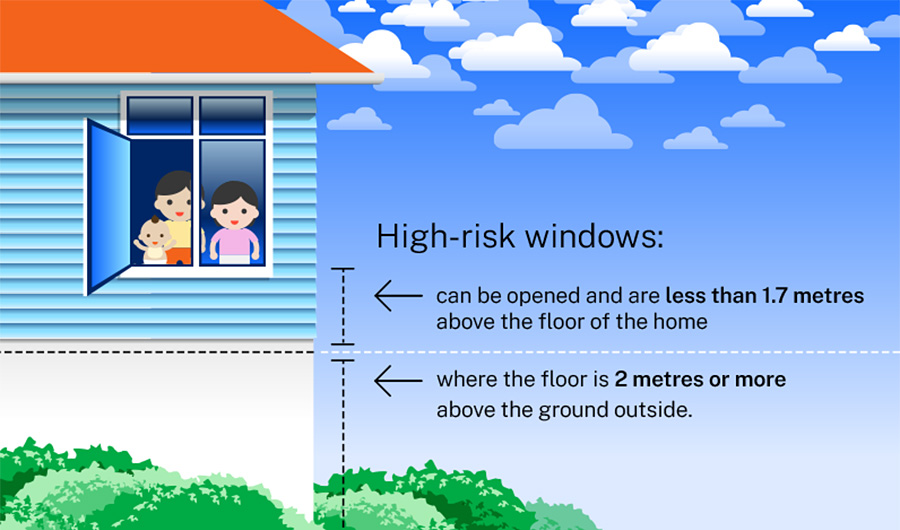 High-risk windows:
can be opened and are less than 1.7 metres
above the floor of the home
where the floor is 2 metres or more
above the ground outside.